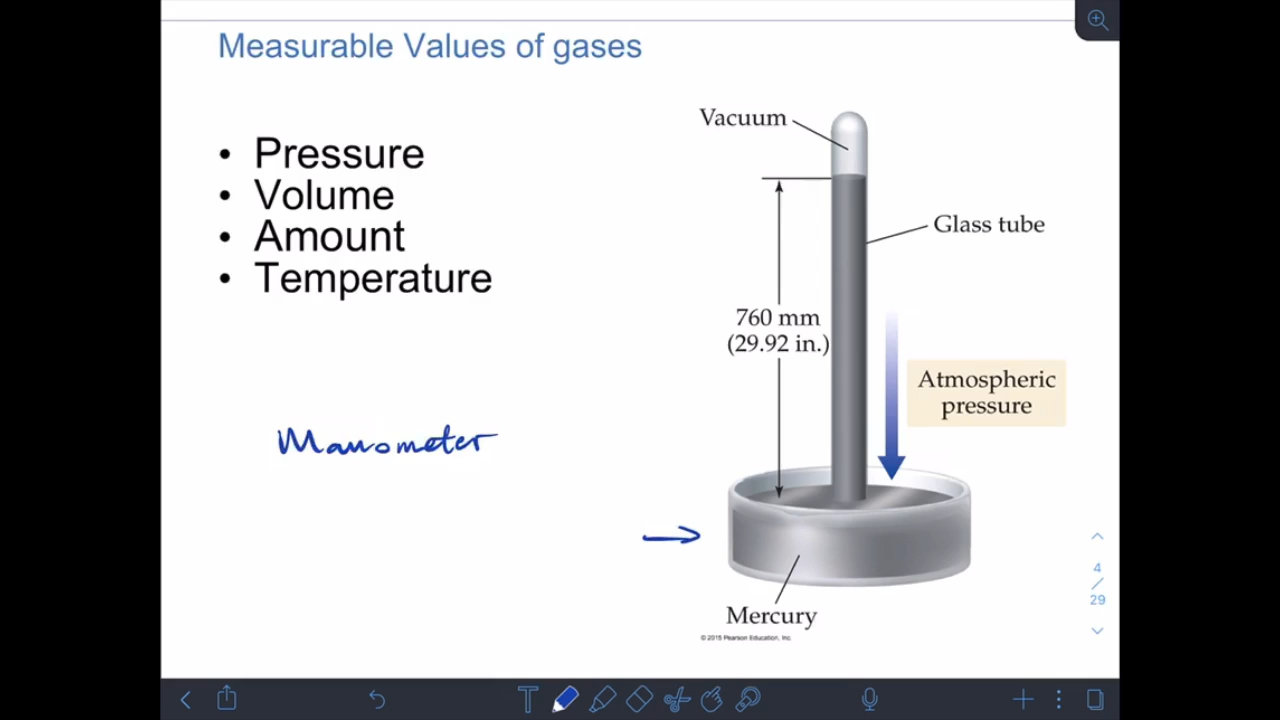 Measurable Values of gases
• Pressure
• Volume
• Amount
• Temperature
Manometer
Vacuum
Glass tube
760 mm
(29.92 in.)
Atmospheric
pressure
Mercury
© 2015 Pearson Education, Inc.
4
/
29